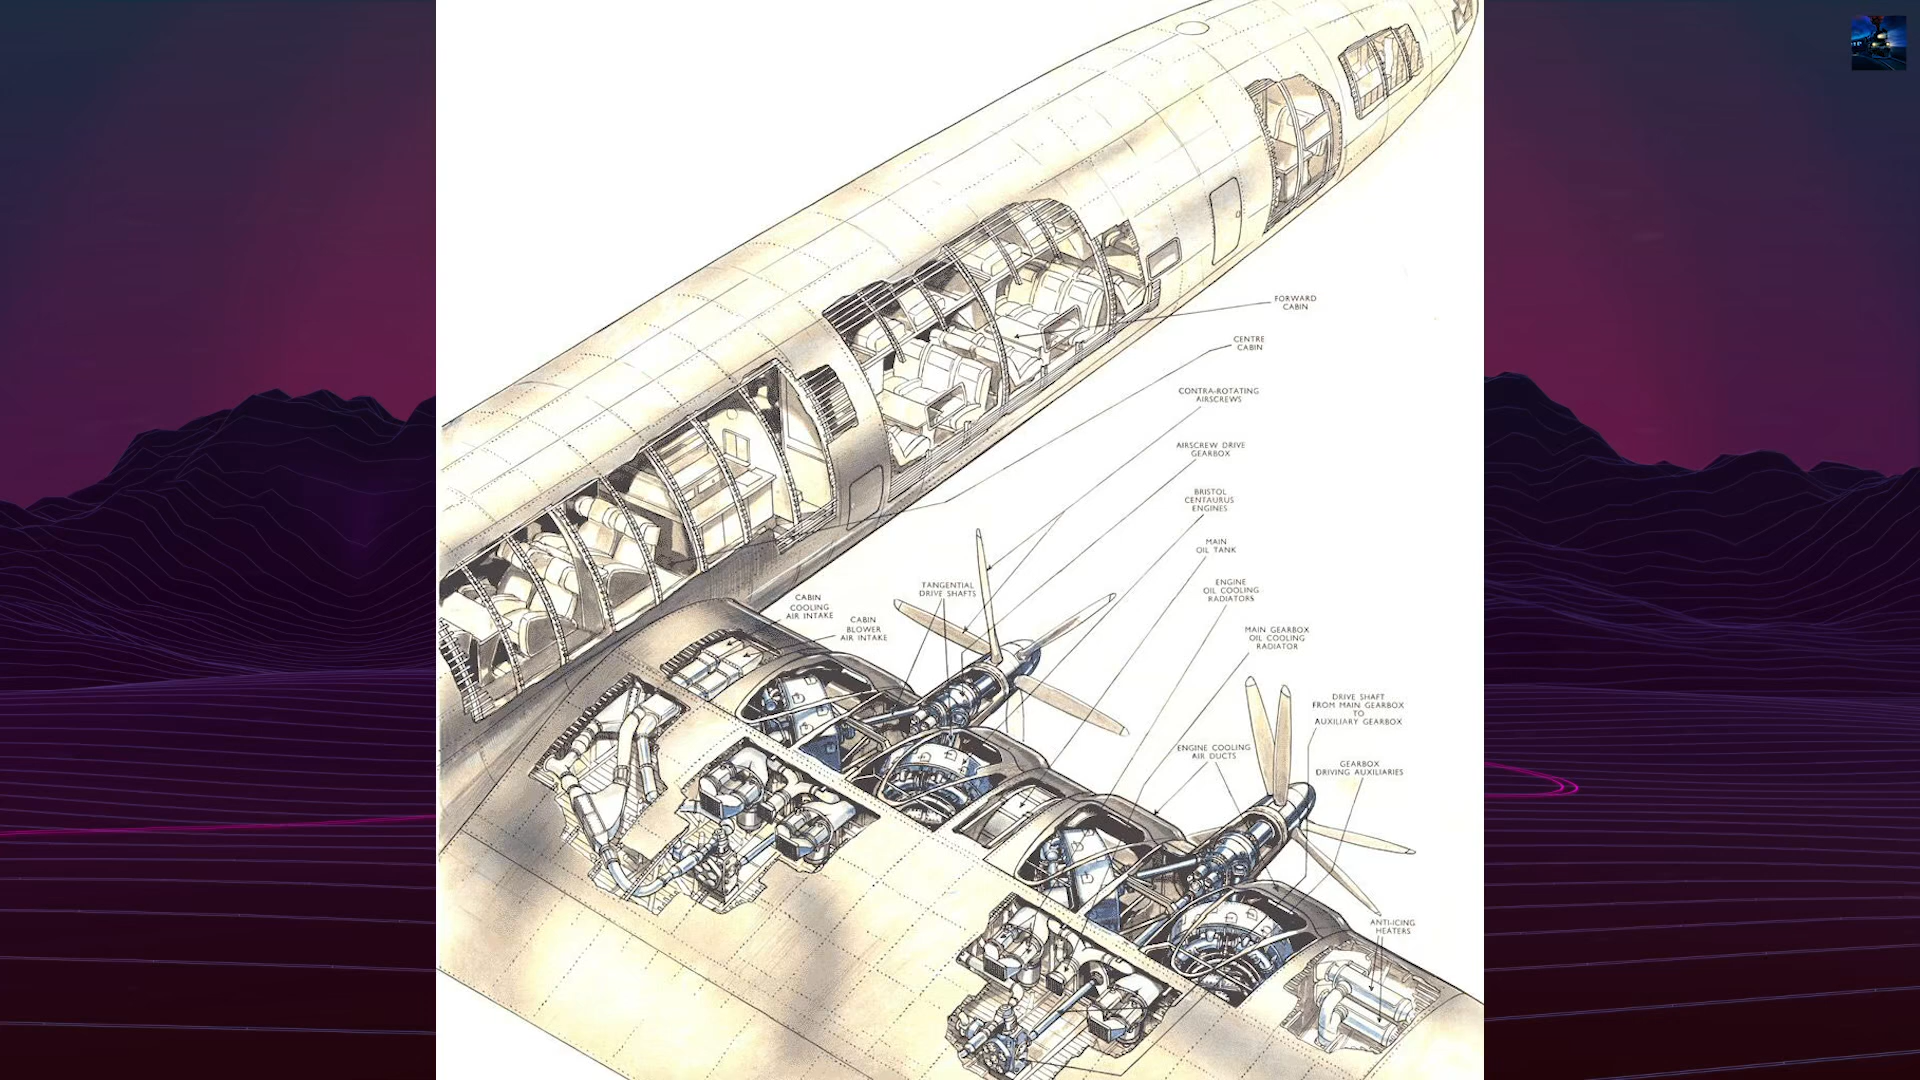 FORWARD
CABIN
CENTRE
CABIN
CONTRA-ROTATING
AIRSCREWS
AIRSCREW DRIVE
GEARBOX
BRISTOL
CENTAURUS
ENGINES
MAIN
OIL TANK
TANGENTIAL
DRIVE SHAFTS
ENGINE
OIL COOLING
RADIATORS
CABIN
COOLING
AIR INTAKE
CABIN
BLOWER
AIR INTAKE
MAIN GEARBOX
OIL COOLING
RADIATOR
DRIVE SHAFT
FROM MAIN GEARBOX
TO
AUXILIARY GEARBOX
ENGINE COOLING
AIR DUCTS
GEARBOX
DRIVING AUXILIARIES
ANTI-ICING
HEATERS